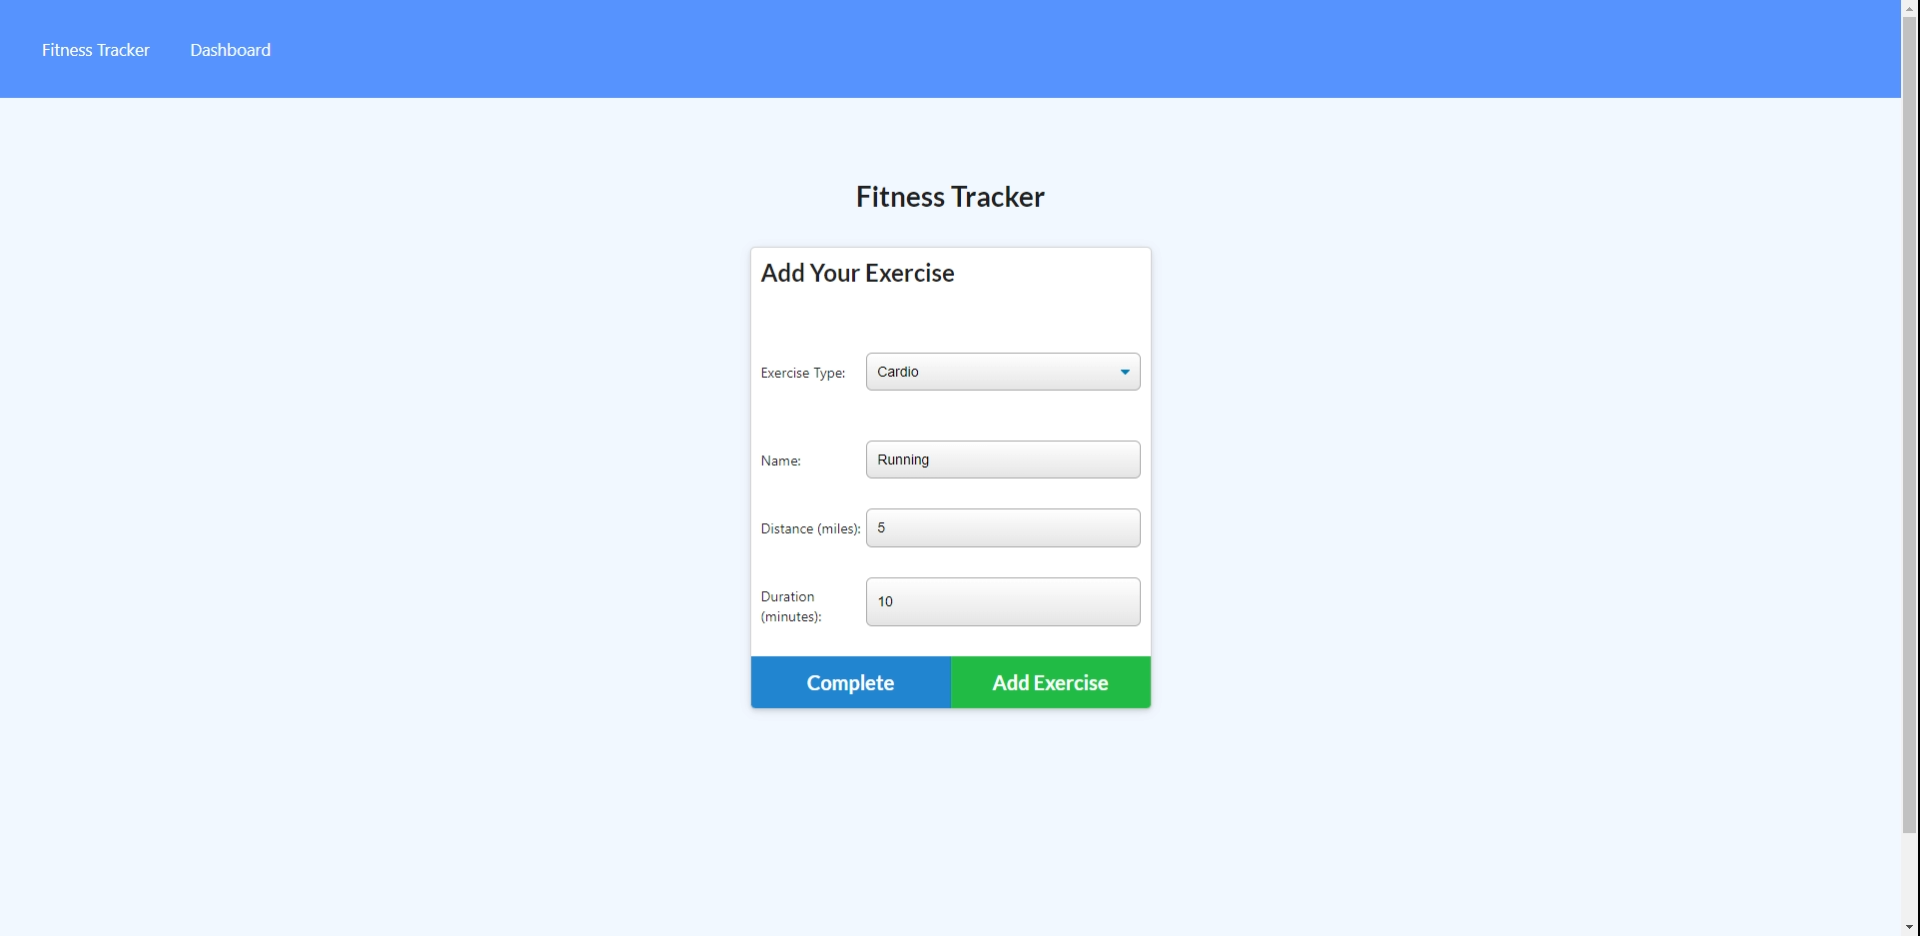 Fitness Tracker Dashboard
Fitness Tracker
Add Your Exercise
Exercise Type: Cardio
Name: Running
Distance (miles): 5
Duration (minutes): 10
Complete Add Exercise